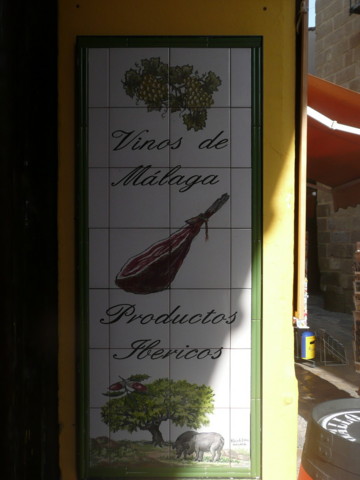 Vinos de
Málaga
Productos
Ibericos